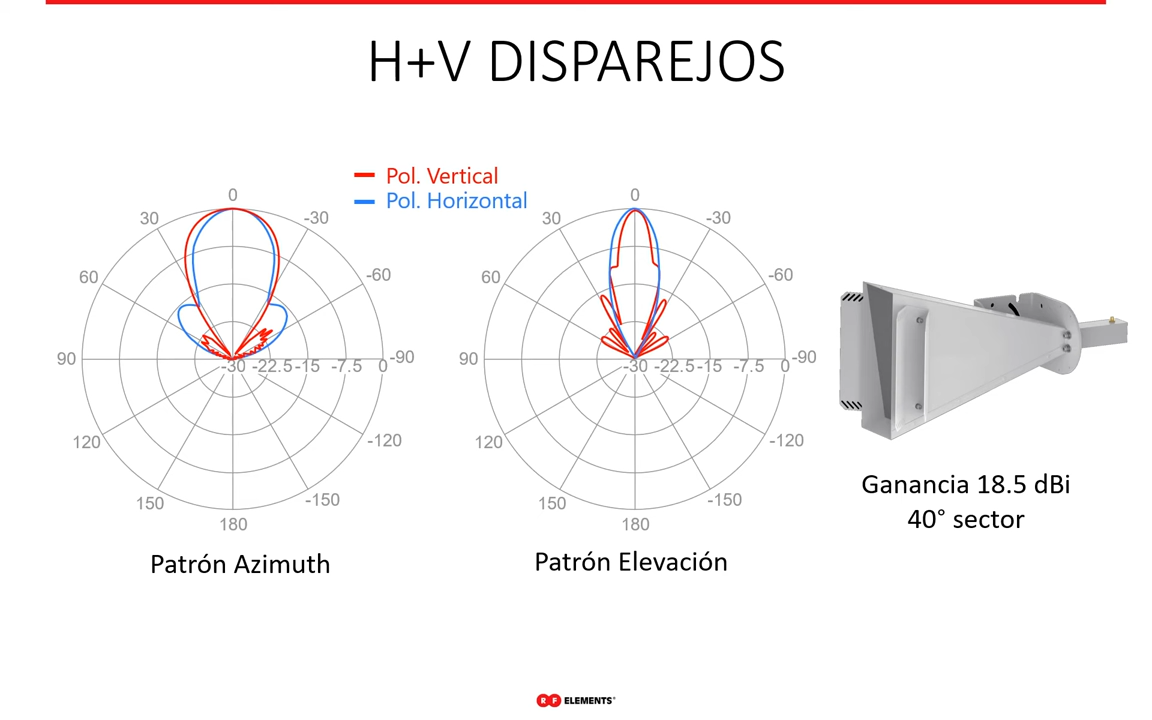 H+V DISPAREJOS
Pol. Vertical
Pol. Horizontal
0
30
-30
60
-60
90
-90
-30 -22.5 -15 -7.5 0
120
-120
150
-150
180
Patrón Azimuth
0
30
-30
60
-60
90
-90
-30 -22.5 -15 -7.5 0
120
-120
150
-150
180
Patrón Elevación
Ganancia 18.5 dBi
40° sector
RF ELEMENTS®